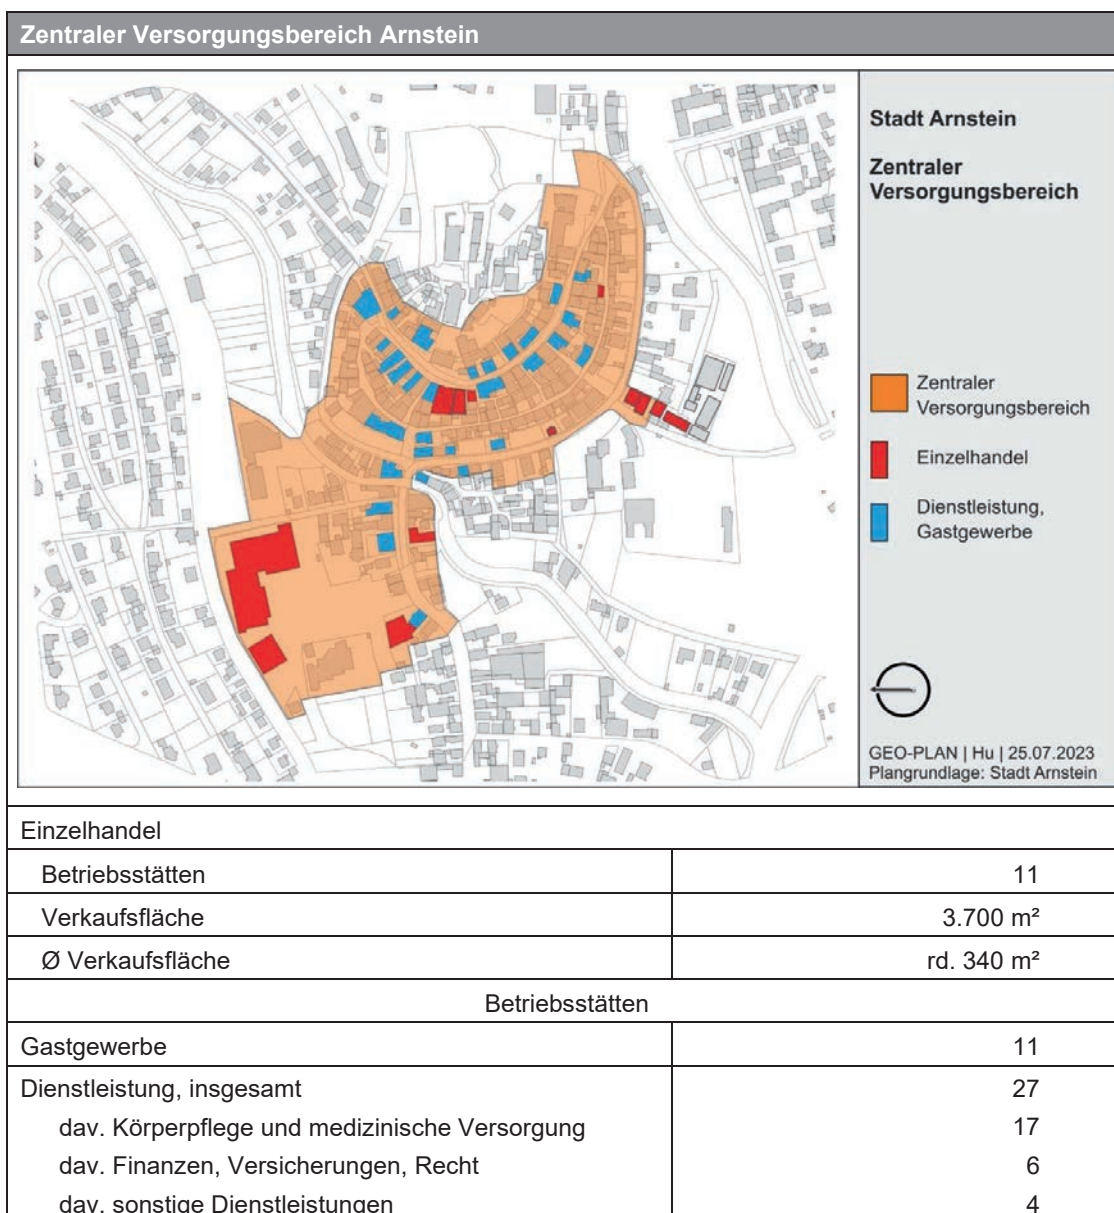 Zentraler Versorgungsbereich Arnstein
Stadt Arnstein
Zentraler
Versorgungsbereich
Zentraler
Versorgungsbereich
Einzelhandel
Dienstleistung,
Gastgewerbe
GEO-PLAN | Hu | 25.07.2023
Plangrundlage: Stadt Arnstein
Einzelhandel
Betriebsstätten 11
Verkaufsfläche 3.700 m²
Ø Verkaufsfläche rd. 340 m²
Betriebsstätten
Gastgewerbe 11
Dienstleistung, insgesamt 27
dav. Körperpflege und medizinische Versorgung 17
dav. Finanzen, Versicherungen, Recht 6
dav. sonstige Dienstleistungen 4